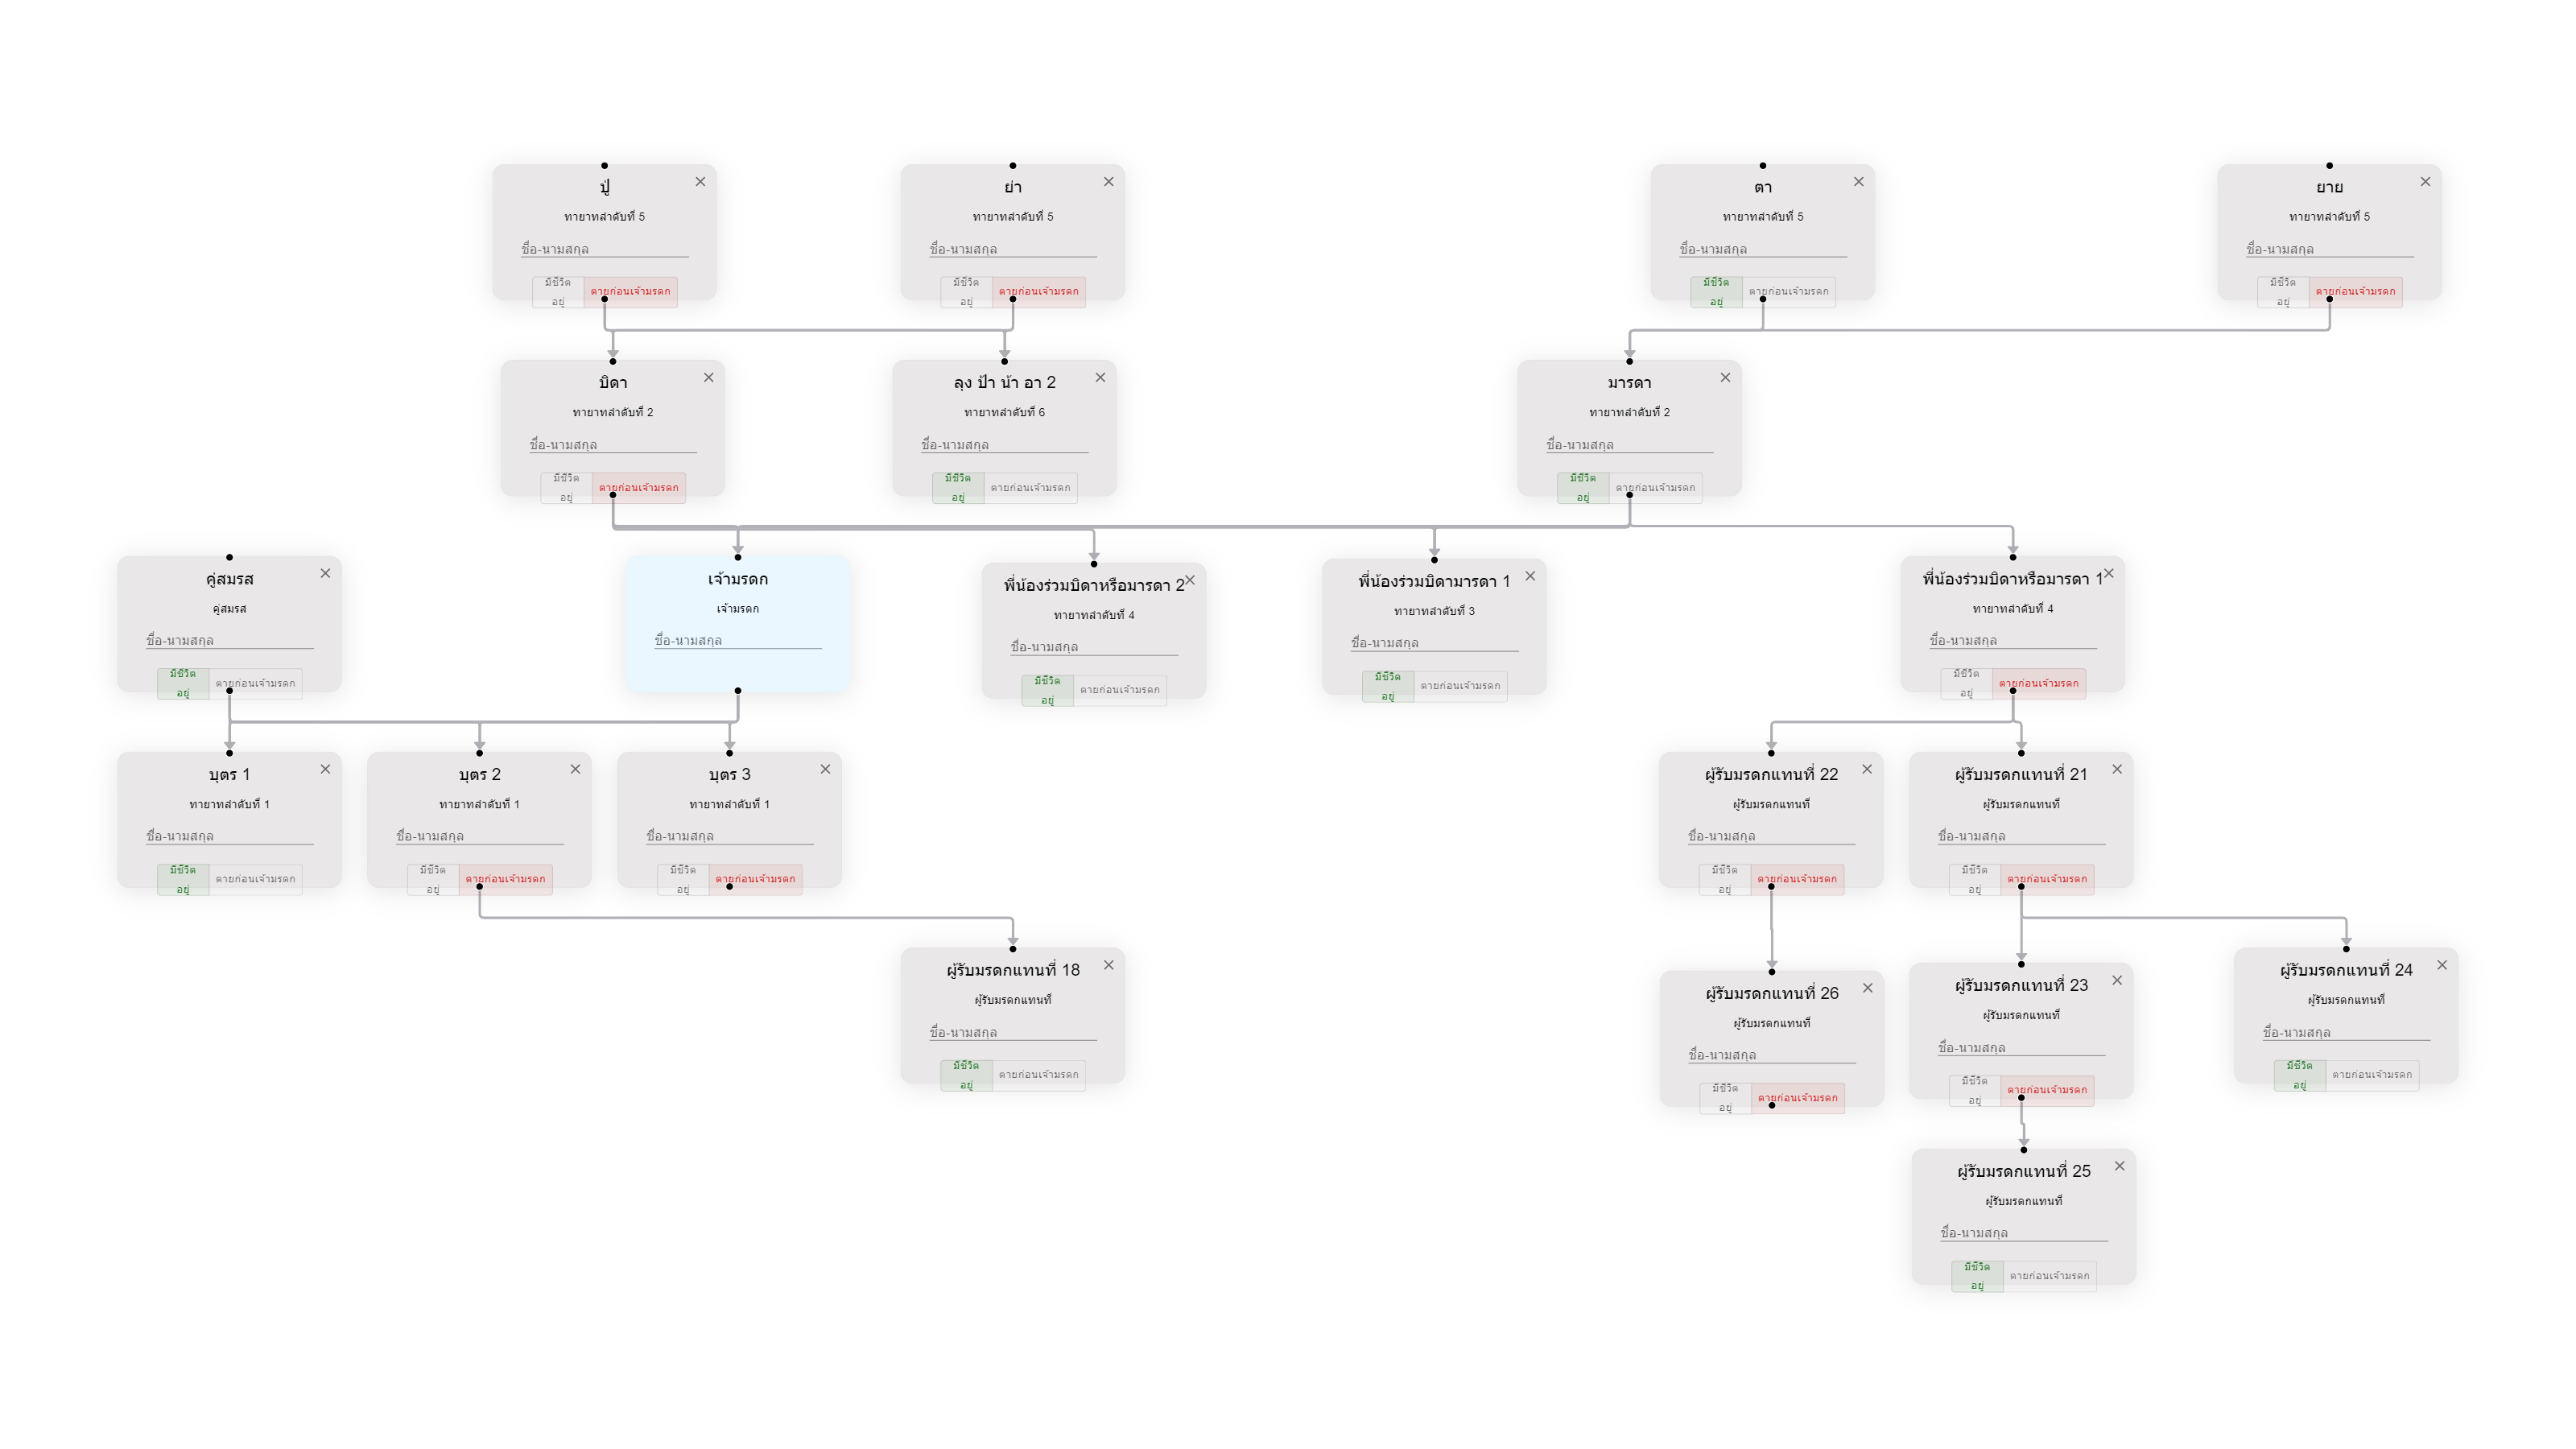 ปู่
ทายาทลำดับที่ 5
ชื่อ-นามสกุล
มีชีวิต
อยู่
ตายก่อนเจ้ามรดก
ย่า
ทายาทลำดับที่ 5
ชื่อ-นามสกุล
มีชีวิต
อยู่
ตายก่อนเจ้ามรดก
ตา
ทายาทลำดับที่ 5
ชื่อ-นามสกุล
มีชีวิต
อยู่
ตายก่อนเจ้ามรดก
ยาย
ทายาทลำดับที่ 5
ชื่อ-นามสกุล
มีชีวิต
อยู่
ตายก่อนเจ้ามรดก
บิดา
ทายาทลำดับที่ 2
ชื่อ-นามสกุล
มีชีวิต
อยู่
ตายก่อนเจ้ามรดก
ลุง ป้า น้า อา 2
ทายาทลำดับที่ 6
ชื่อ-นามสกุล
มีชีวิต
อยู่
ตายก่อนเจ้ามรดก
มารดา
ทายาทลำดับที่ 2
ชื่อ-นามสกุล
มีชีวิต
อยู่
ตายก่อนเจ้ามรดก
คู่สมรส
คู่สมรส
ชื่อ-นามสกุล
มีชีวิต
อยู่
ตายก่อนเจ้ามรดก
เจ้ามรดก
เจ้ามรดก
ชื่อ-นามสกุล
พี่น้องร่วมบิดาหรือมารดา 2
ทายาทลำดับที่ 4
ชื่อ-นามสกุล
มีชีวิต
อยู่
ตายก่อนเจ้ามรดก
พี่น้องร่วมบิดามารดา 1
ทายาทลำดับที่ 3
ชื่อ-นามสกุล
มีชีวิต
อยู่
ตายก่อนเจ้ามรดก
พี่น้องร่วมบิดาหรือมารดา 1
ทายาทลำดับที่ 4
ชื่อ-นามสกุล
มีชีวิต
อยู่
ตายก่อนเจ้ามรดก
บุตร 1
ทายาทลำดับที่ 1
ชื่อ-นามสกุล
มีชีวิต
อยู่
ตายก่อนเจ้ามรดก
บุตร 2
ทายาทลำดับที่ 1
ชื่อ-นามสกุล
มีชีวิต
อยู่
ตายก่อนเจ้ามรดก
บุตร 3
ทายาทลำดับที่ 1
ชื่อ-นามสกุล
มีชีวิต
อยู่
ตายก่อนเจ้ามรดก
ผู้รับมรดกแทนที่ 22
ผู้รับมรดกแทนที่
ชื่อ-นามสกุล
มีชีวิต
อยู่
ตายก่อนเจ้ามรดก
ผู้รับมรดกแทนที่ 21
ผู้รับมรดกแทนที่
ชื่อ-นามสกุล
มีชีวิต
อยู่
ตายก่อนเจ้ามรดก
ผู้รับมรดกแทนที่ 18
ผู้รับมรดกแทนที่
ชื่อ-นามสกุล
มีชีวิต
อยู่
ตายก่อนเจ้ามรดก
ผู้รับมรดกแทนที่ 26
ผู้รับมรดกแทนที่
ชื่อ-นามสกุล
มีชีวิต
อยู่
ตายก่อนเจ้ามรดก
ผู้รับมรดกแทนที่ 23
ผู้รับมรดกแทนที่
ชื่อ-นามสกุล
มีชีวิต
อยู่
ตายก่อนเจ้ามรดก
ผู้รับมรดกแทนที่ 24
ผู้รับมรดกแทนที่
ชื่อ-นามสกุล
มีชีวิต
อยู่
ตายก่อนเจ้ามรดก
ผู้รับมรดกแทนที่ 25
ผู้รับมรดกแทนที่
ชื่อ-นามสกุล
มีชีวิต
อยู่
ตายก่อนเจ้ามรดก